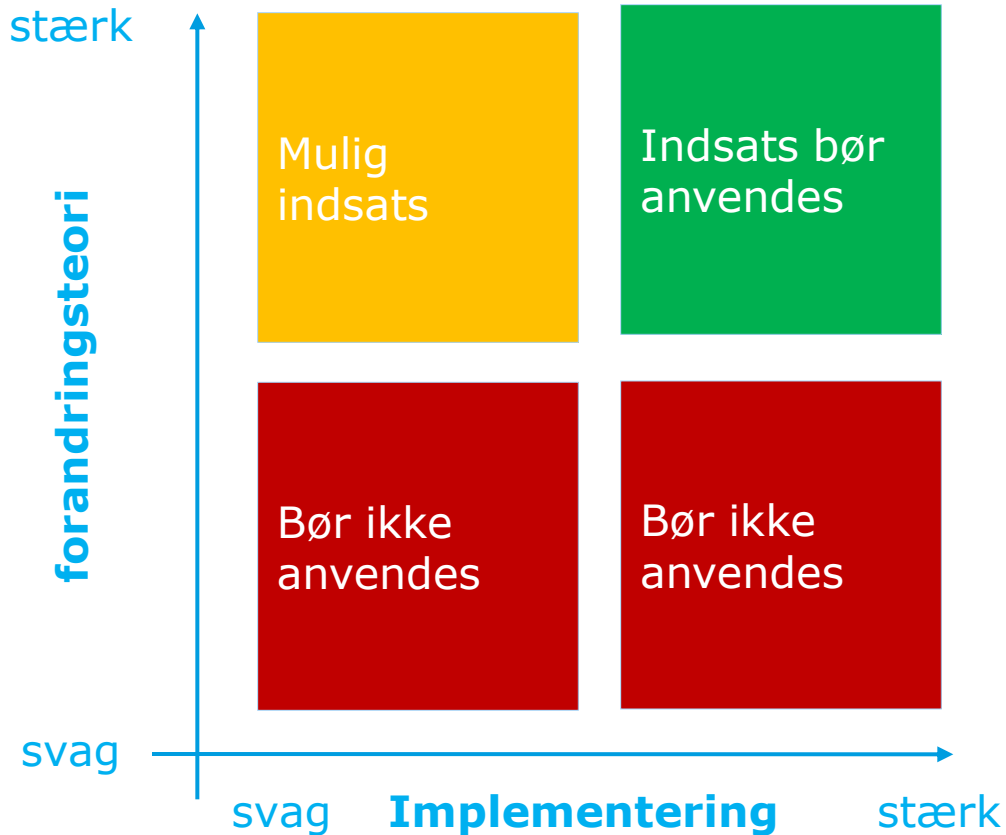 stærk
Mulig
indsats
Indsats bør
anvendes
forandringsteori
Bør ikke
anvendes
Bør ikke
anvendes
svag
svag
Implementering
stærk